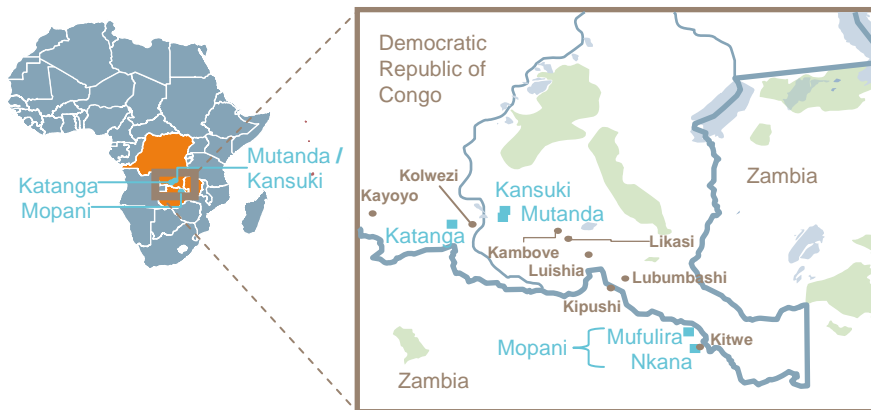 Mutanda /
Kansuki
Katanga
Mopani
Democratic
Republic of
Congo
Zambia
Kolwezi
Kansuki
Kayoyo
Mutanda
Katanga
Likasi
Kambove
Luishia
Lubumbashi
Kipushi
Mufulira
Kitwe
Mopani
Nkana
Zambia